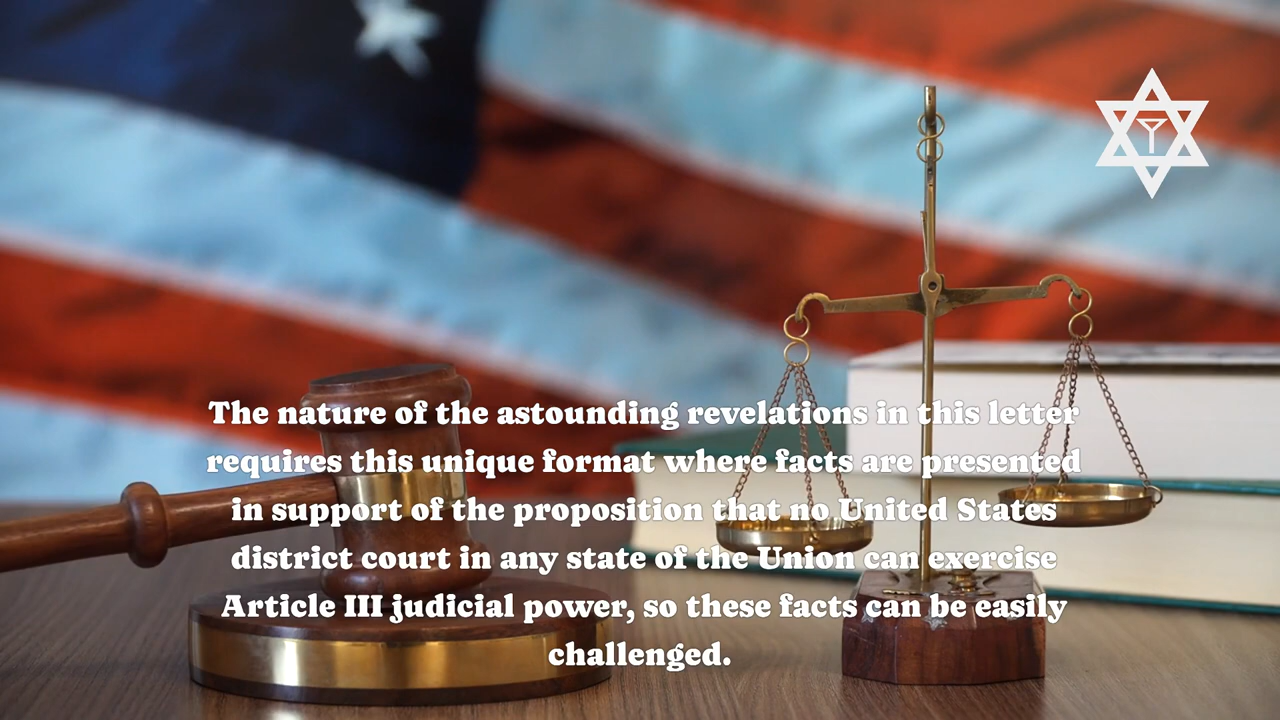 The nature of the astounding revelations in this letter
requires this unique format where facts are presented
in support of the proposition that no United States
district court in any state of the Union can exercise
Article III judicial power, so these facts can be easily
challenged.